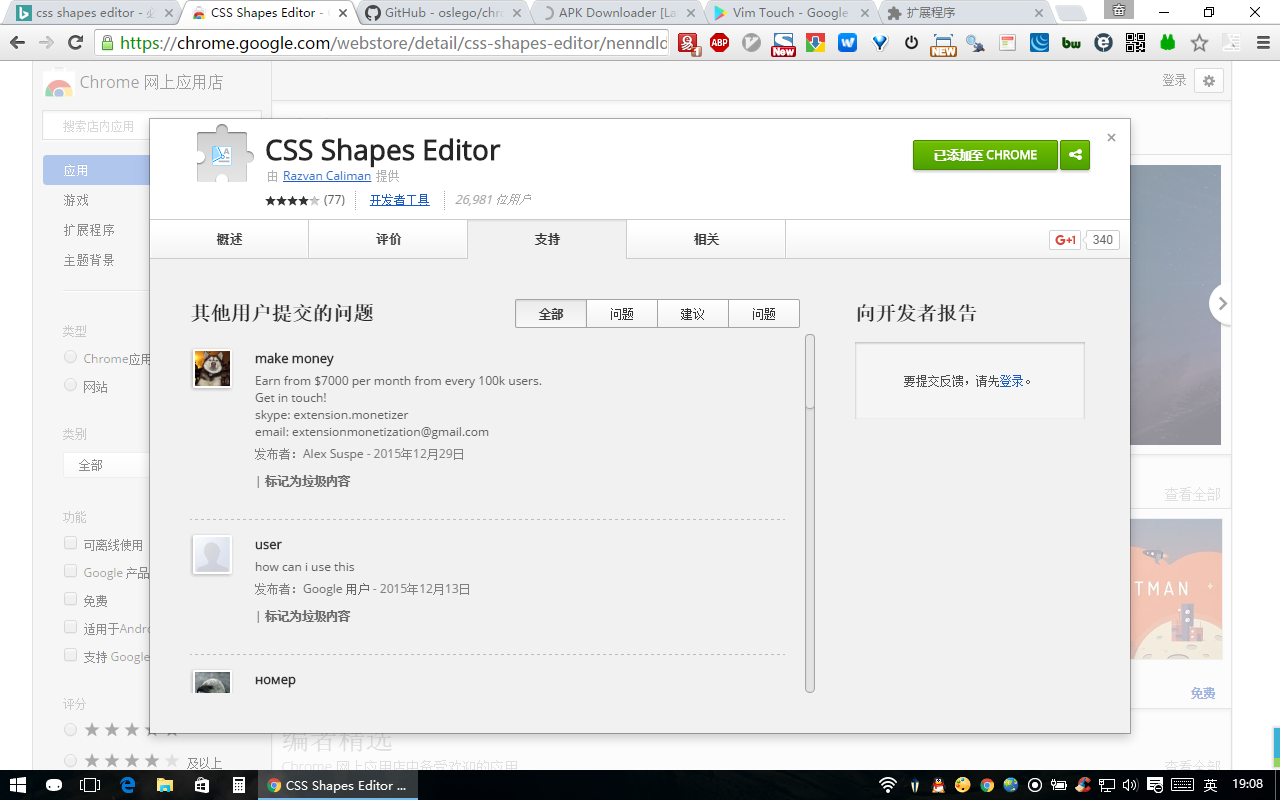 css shapes editor - 企
CSS Shapes Editor -
GitHub - oslego/chr
APK Downloader [La
Vim Touch - Google
扩展程序
https://chrome.google.com/webstore/detail/css-shapes-editor/nenndld
Chrome 网上应用店
登录
搜索店内应用
应用
游戏
扩展程序
主题背景
类型
Chrome应用
网站
类别
全部
功能
可离线使用
Google 产品
免费
适用于Andro
支持 Google
评分
及以上
CSS Shapes Editor
由 Razvan Caliman 提供
(77)
开发者工具
26,981 位用户
已添加至 CHROME
概述
评价
支持
相关
G+1
340
其他用户提交的问题
全部
问题
建议
问题
make money
Earn from $7000 per month from every 100k users.
Get in touch!
skype: extension.monetizer
email: extensionmonetization@gmail.com
发布者：Alex Suspe - 2015年12月29日
| 标记为垃圾内容
user
how can i use this
发布者：Google 用户 - 2015年12月13日
| 标记为垃圾内容
номер
向开发者报告
要提交反馈，请先登录。
查看全部
TMAN
免费
编者精选
Chrome 网上应用店中备受欢迎的应用
查看全部
CSS Shapes Editor ...
英
19:08